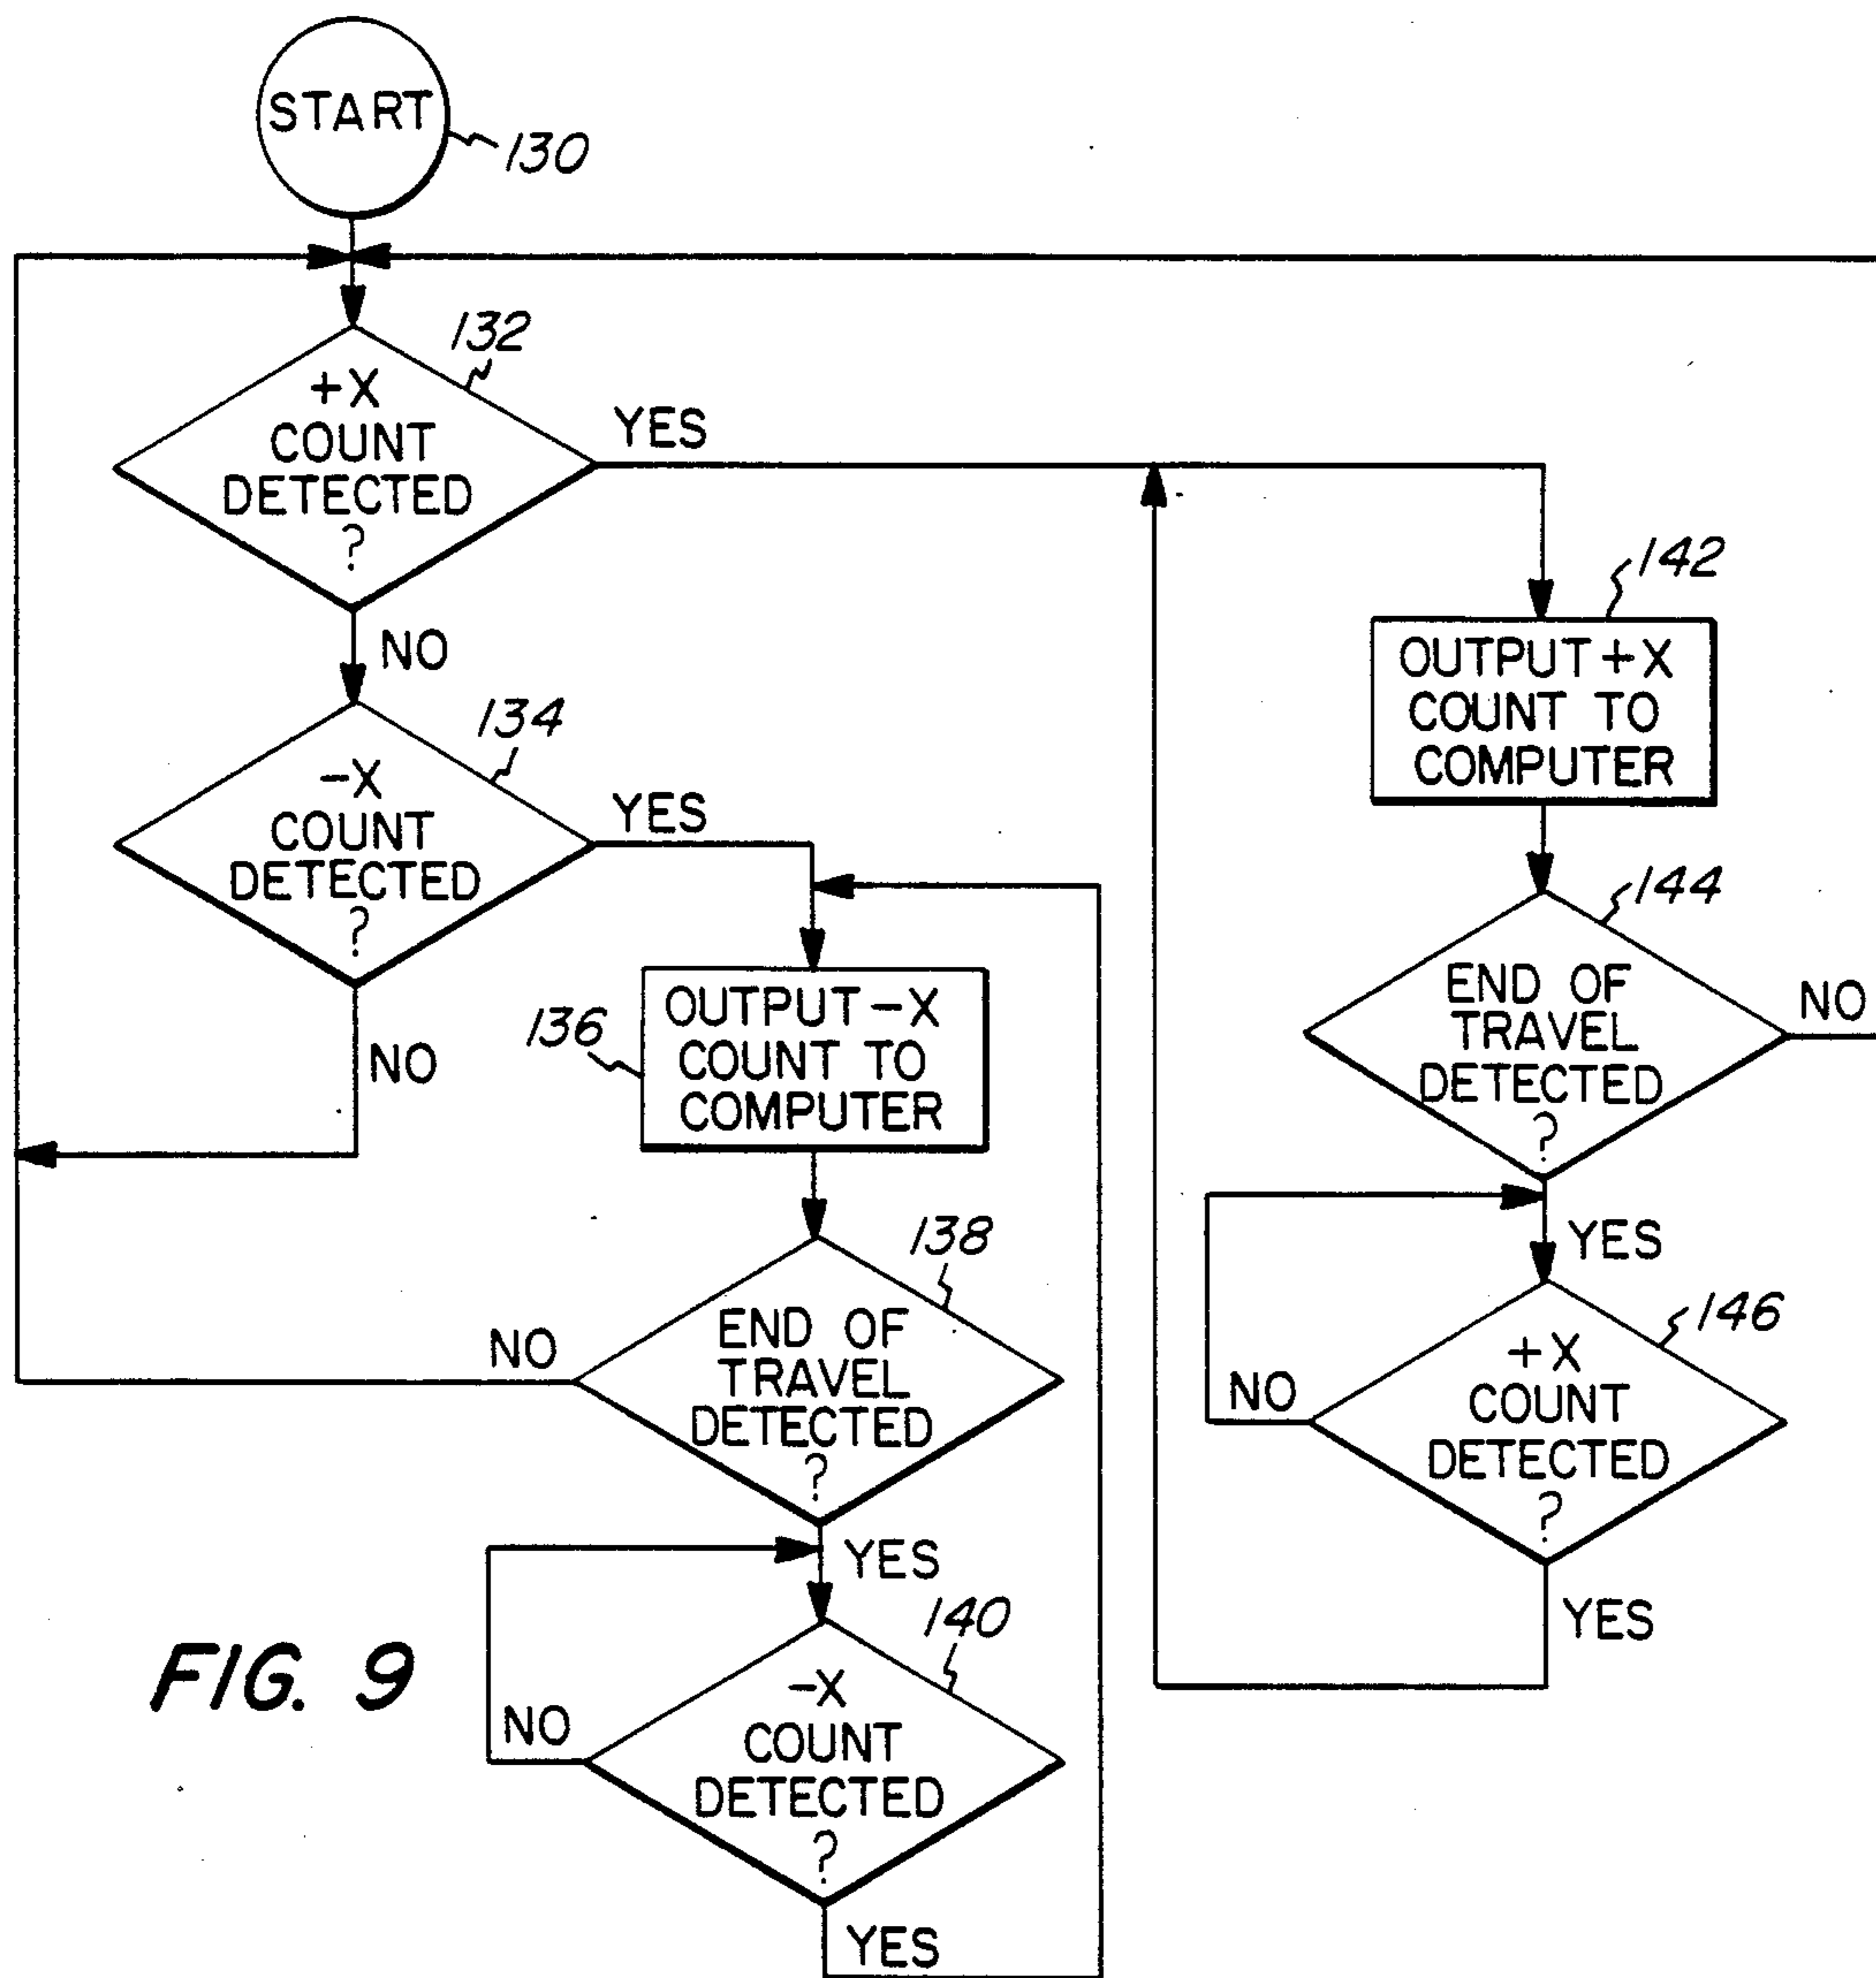 START
130
132
+X
COUNT
DETECTED
?
YES
NO
134
-X
COUNT
DETECTED
?
YES
NO
136
OUTPUT -X
COUNT TO
COMPUTER
138
END OF
TRAVEL
DETECTED
?
NO
YES
140
-X
COUNT
DETECTED
?
NO
YES
142
OUTPUT +X
COUNT TO
COMPUTER
144
END OF
TRAVEL
DETECTED
?
NO
YES
146
+X
COUNT
DETECTED
?
NO
YES
FIG. 9